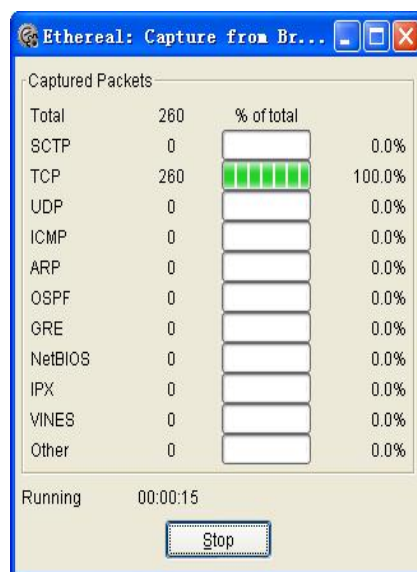 Ethereal: Capture from Br...
Captured Packets
Total 260 % of total
SCTP 0 0.0%
TCP 260 100.0%
UDP 0 0.0%
ICMP 0 0.0%
ARP 0 0.0%
OSPF 0 0.0%
GRE 0 0.0%
NetBIOS 0 0.0%
IPX 0 0.0%
VINES 0 0.0%
Other 0 0.0%
Running 00:00:15
Stop